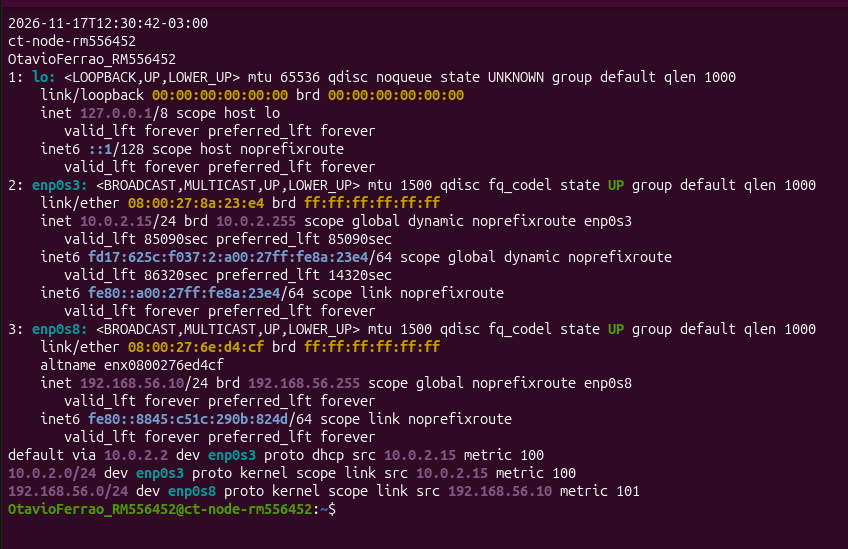 2026-11-17T12:30:42-03:00
ct-node-rm556452
OtavioFerrao_RM556452
1: lo: <LOOPBACK,UP,LOWER_UP> mtu 65536 qdisc noqueue state UNKNOWN group default qlen 1000
    link/loopback 00:00:00:00:00:00 brd 00:00:00:00:00:00
    inet 127.0.0.1/8 scope host lo
       valid_lft forever preferred_lft forever
    inet6 ::1/128 scope host noprefixroute
       valid_lft forever preferred_lft forever
2: enp0s3: <BROADCAST,MULTICAST,UP,LOWER_UP> mtu 1500 qdisc fq_codel state UP group default qlen 1000
    link/ether 08:00:27:8a:23:e4 brd ff:ff:ff:ff:ff:ff
    inet 10.0.2.15/24 brd 10.0.2.255 scope global dynamic noprefixroute enp0s3
       valid_lft 85090sec preferred_lft 85090sec
    inet6 fd17:625c:f037:2:a00:27ff:fe8a:23e4/64 scope global dynamic noprefixroute
       valid_lft 86320sec preferred_lft 14320sec
    inet6 fe80::a00:27ff:fe8a:23e4/64 scope link noprefixroute
       valid_lft forever preferred_lft forever
3: enp0s8: <BROADCAST,MULTICAST,UP,LOWER_UP> mtu 1500 qdisc fq_codel state UP group default qlen 1000
    link/ether 08:00:27:6e:d4:cf brd ff:ff:ff:ff:ff:ff
    altname enx0800276ed4cf
    inet 192.168.56.10/24 brd 192.168.56.255 scope global noprefixroute enp0s8
       valid_lft forever preferred_lft forever
    inet6 fe80::8845:c51c:290b:824d/64 scope link noprefixroute
       valid_lft forever preferred_lft forever
default via 10.0.2.2 dev enp0s3 proto dhcp src 10.0.2.15 metric 100
10.0.2.0/24 dev enp0s3 proto kernel scope link src 10.0.2.15 metric 100
192.168.56.0/24 dev enp0s8 proto kernel scope link src 192.168.56.10 metric 101
OtavioFerrao_RM556452@ct-node-rm556452:~$